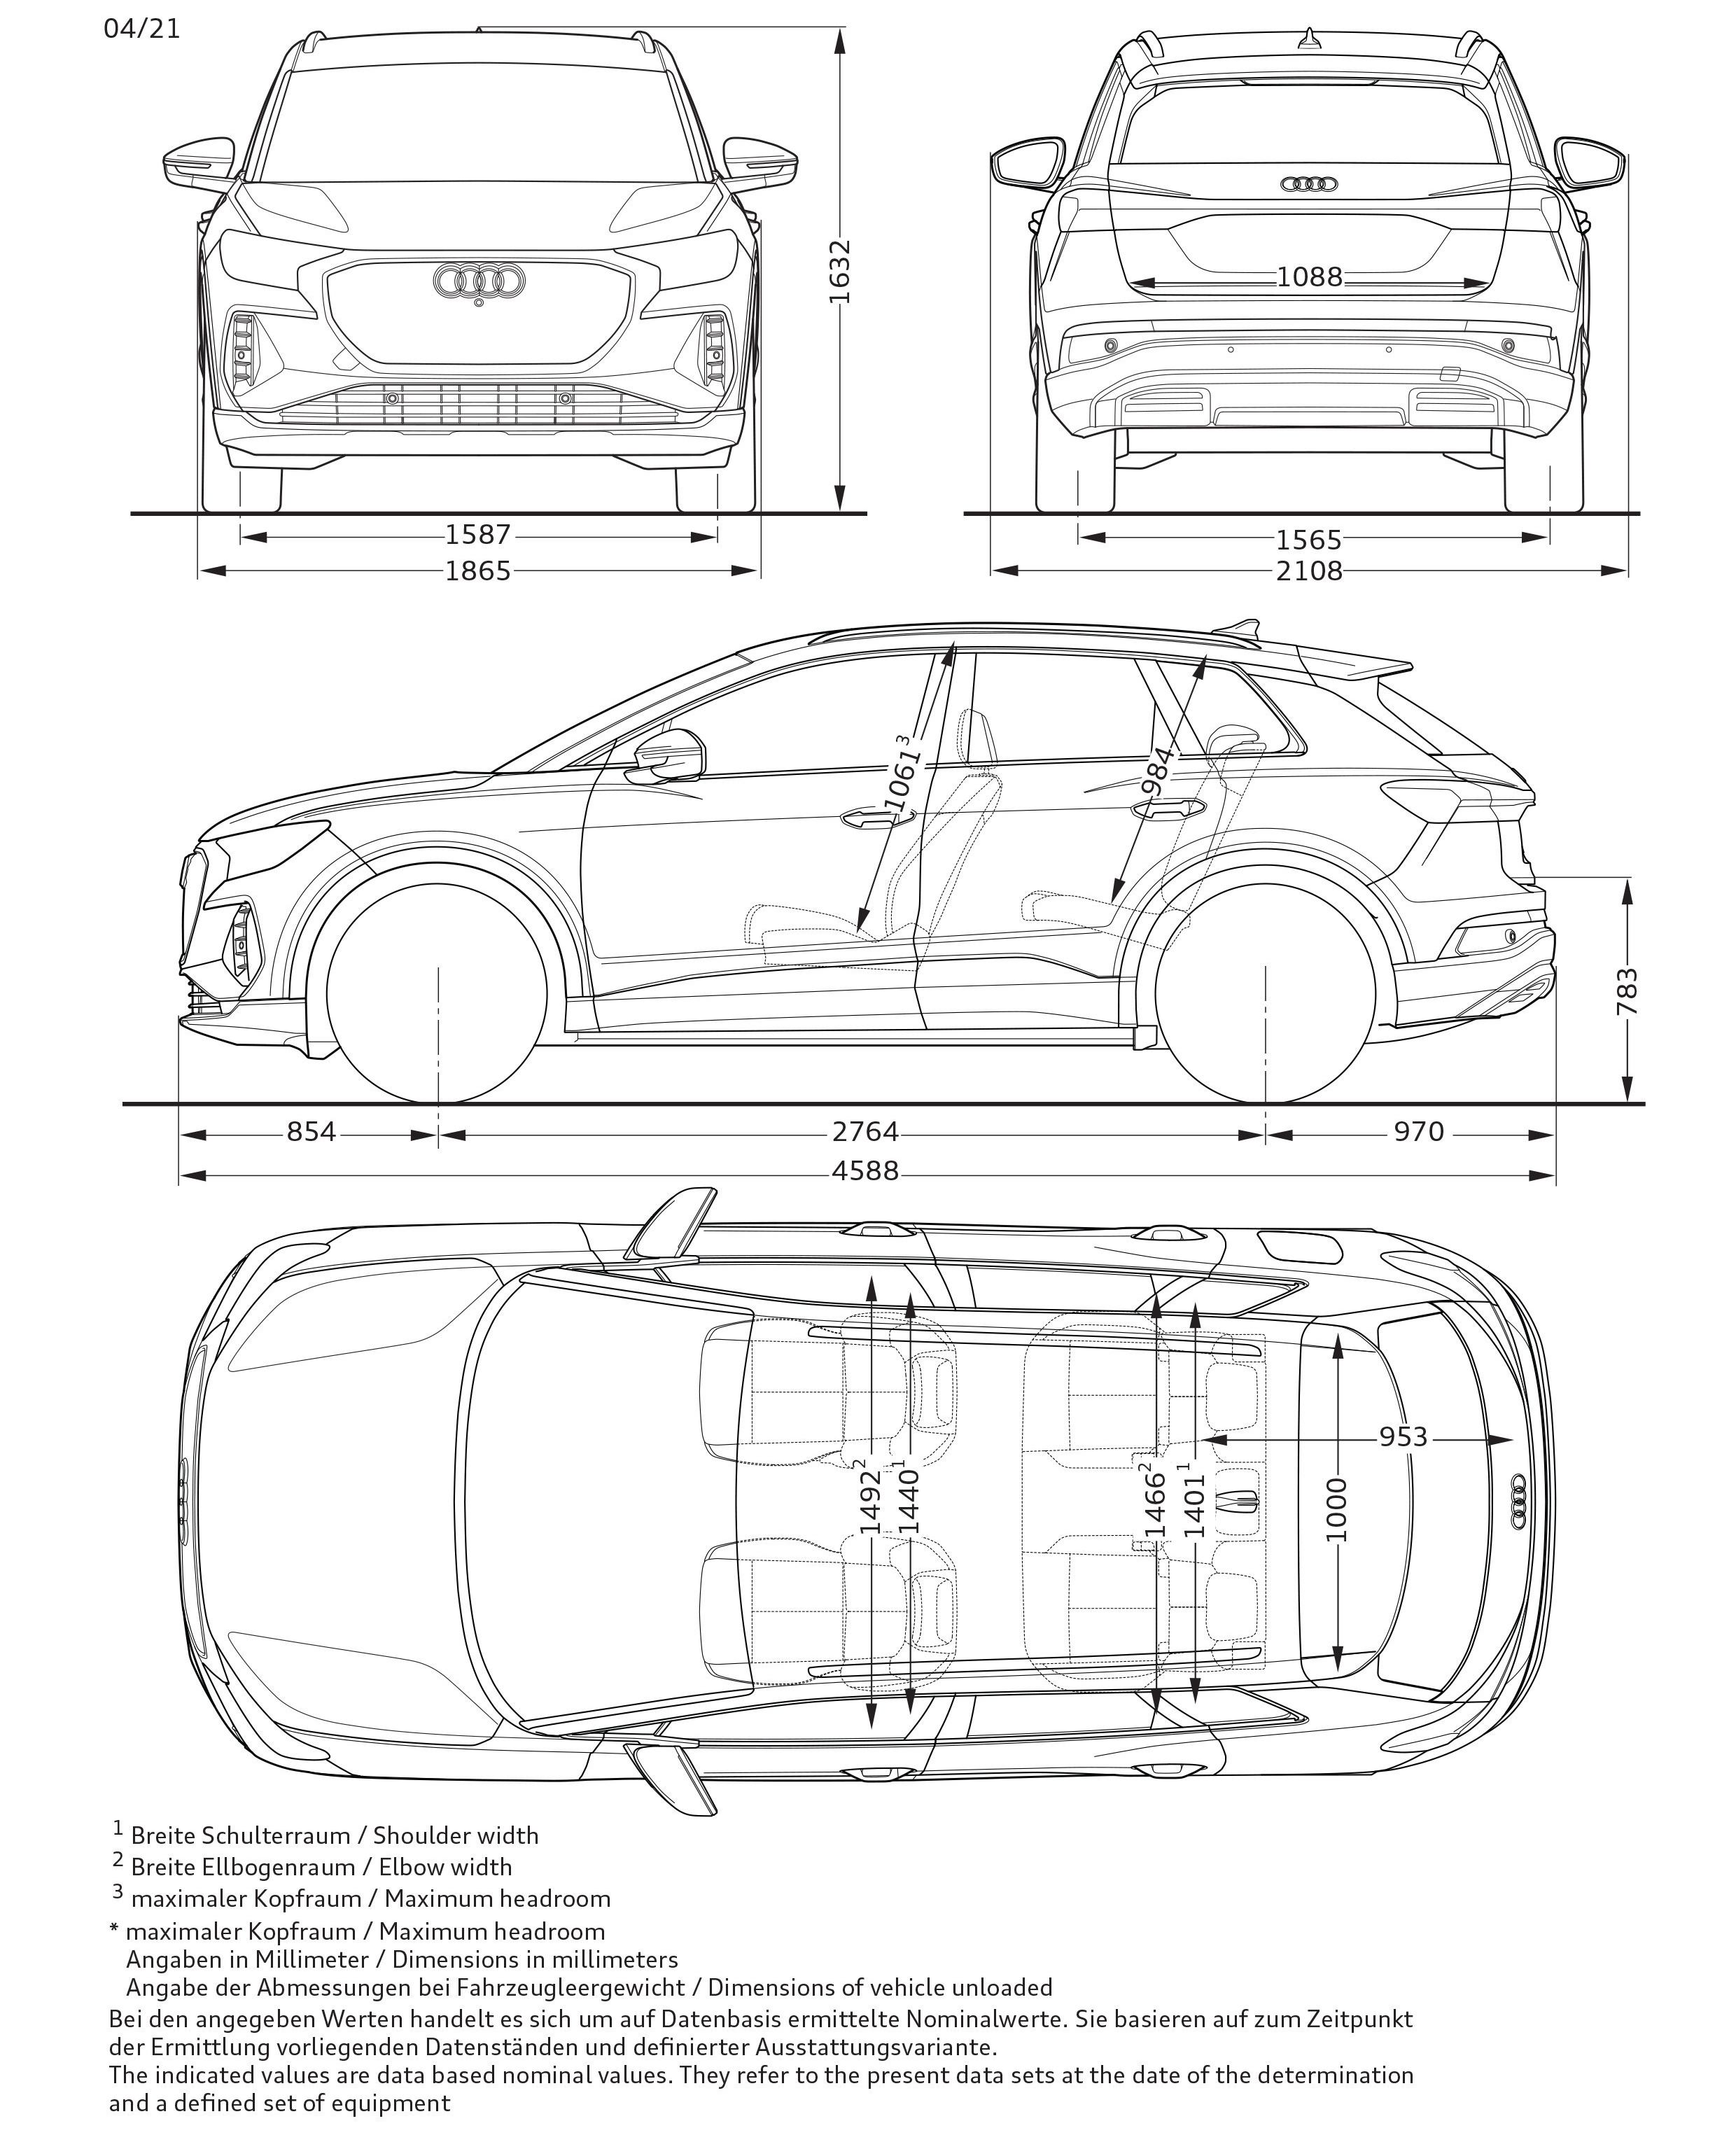 04/21
1632
1088
1587
1865
1565
2108
1061 3
984
783
854
2764
970
4588
953
1492 2
1440 1
1466 2
1401 1
1000
1 Breite Schulterraum / Shoulder width
2 Breite Ellbogenraum / Elbow width
3 maximaler Kopfraum / Maximum headroom
* maximaler Kopfraum / Maximum headroom
Angaben in Millimeter / Dimensions in millimeters
Angabe der Abmessungen bei Fahrzeugleergewicht / Dimensions of vehicle unloaded
Bei den angegeben Werten handelt es sich um auf Datenbasis ermittelte Nominalwerte. Sie basieren auf zum Zeitpunkt
der Ermittlung vorliegenden Datenständen und definierter Ausstattungsvariante.
The indicated values are data based nominal values. They refer to the present data sets at the date of the determination
and a defined set of equipment